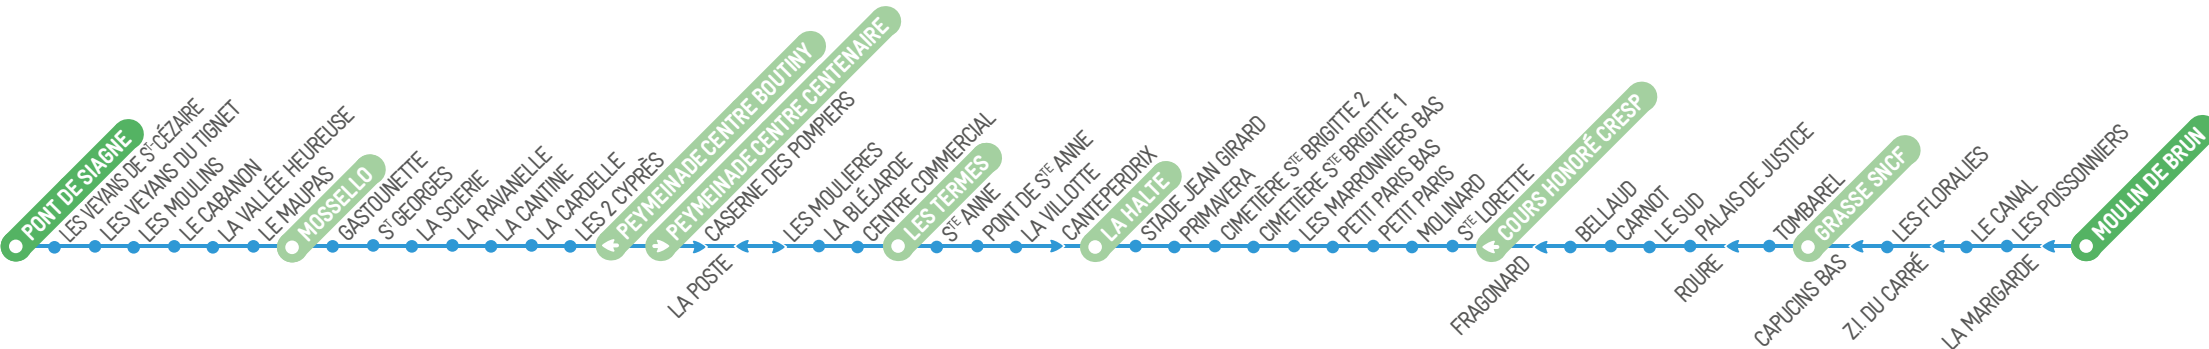 PONT DE SIAGNE
LES VEYANS DE ST-CÉZAIRE
LES VEYANS DU TIGNET
LES MOULINS
LE CABANON
LA VALLÉE HEUREUSE
LE MAUPAS
MOSSELLO
GASTOUNETTE
ST GEORGES
LA SCIERIE
LA RAVANELLE
LA CANTINE
LA CARDELLE
LES 2 CYPRÈS
PEYMEINADE CENTRE BOUTINY
PEYMEINADE CENTRE CENTENAIRE
CASERNE DES POMPIERS
LA POSTE
LES MOULIERES
LA BLÉJARDE
CENTRE COMMERCIAL
LES TERMES
STE ANNE
PONT DE STE ANNE
LA VILLOTTE
CANTEPERDRIX
LA HALTE
STADE JEAN GIRARD
PRIMAVERA
CIMETIÈRE STE BRIGITTE 2
CIMETIÈRE STE BRIGITTE 1
LES MARRONNIERS BAS
PETIT PARIS BAS
PETIT PARIS
MOLINARD
STE LORETTE
COURS HONORÉ CRESP
FRAGONARD
BELLAUD
CARNOT
LE SUD
PALAIS DE JUSTICE
ROURE
TOMBAREL
GRASSE SNCF
CAPUCINS BAS
LES FLORALIES
Z.I. DU CARRÉ
LE CANAL
LES POISSONNIERS
LA MARIGARDE
MOULIN DE BRUN